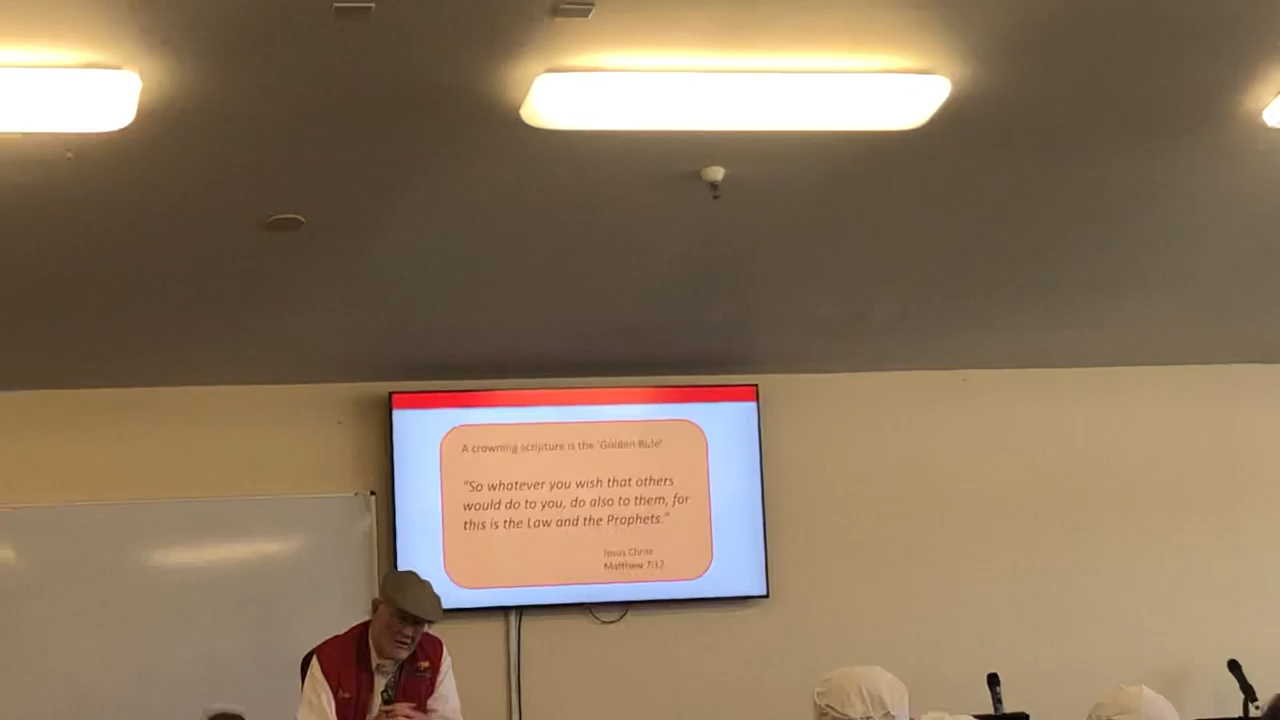 A crowning scripture is the 'Golden Rule'
"So whatever you wish that others
would do to you, do also to them, for
this is the Law and the Prophets."
Jesus Christ
Matthew 7:12